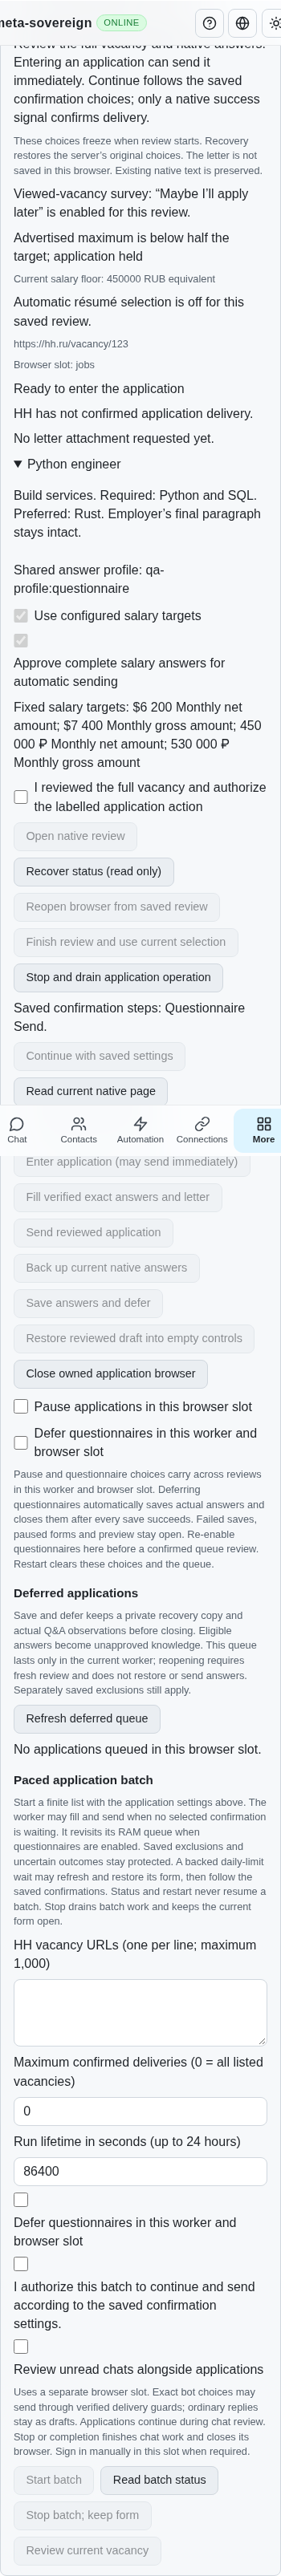 meta-sovereign ONLINE
Review the full vacancy and native answers.
Entering an application can send it
immediately. Continue follows the saved
confirmation choices; only a native success
signal confirms delivery.
These choices freeze when review starts. Recovery
restores the server's original choices. The letter is not
saved in this browser. Existing native text is preserved.
Viewed-vacancy survey: “Maybe I'll apply
later” is enabled for this review.
Advertised maximum is below half the
target; application held
Current salary floor: 450000 RUB equivalent
Automatic résumé selection is off for this
saved review.
https://hh.ru/vacancy/123
Browser slot: jobs
Ready to enter the application
HH has not confirmed application delivery.
No letter attachment requested yet.
▼ Python engineer
Build services. Required: Python and SQL.
Preferred: Rust. Employer's final paragraph
stays intact.
Shared answer profile: qa-
profile:questionnaire
Use configured salary targets
Approve complete salary answers for
automatic sending
Fixed salary targets: $6 200 Monthly net
amount; $7 400 Monthly gross amount; 450
000 ₽ Monthly net amount; 530 000 ₽
Monthly gross amount
I reviewed the full vacancy and authorize
the labelled application action
Open native review
Recover status (read only)
Reopen browser from saved review
Finish review and use current selection
Stop and drain application operation
Saved confirmation steps: Questionnaire
Send.
Continue with saved settings
Read current native page
Chat Contacts Automation Connections More
Enter application (may send immediately)
Fill verified exact answers and letter
Send reviewed application
Back up current native answers
Save answers and defer
Restore reviewed draft into empty controls
Close owned application browser
Pause applications in this browser slot
Defer questionnaires in this worker and
browser slot
Pause and questionnaire choices carry across reviews
in this worker and browser slot. Deferring
questionnaires automatically saves actual answers and
closes them after every save succeeds. Failed saves,
paused forms and preview stay open. Re-enable
questionnaires here before a confirmed queue review.
Restart clears these choices and the queue.
Deferred applications
Save and defer keeps a private recovery copy and
actual Q&A observations before closing. Eligible
answers become unapproved knowledge. This queue
lasts only in the current worker; reopening requires
fresh review and does not restore or send answers.
Separately saved exclusions still apply.
Refresh deferred queue
No applications queued in this browser slot.
Paced application batch
Start a finite list with the application settings above. The
worker may fill and send when no selected confirmation
is waiting. It revisits its RAM queue when
questionnaires are enabled. Saved exclusions and
uncertain outcomes stay protected. A backed daily-limit
wait may refresh and restore its form, then follow the
saved confirmations. Status and restart never resume a
batch. Stop drains batch work and keeps the current
form open.
HH vacancy URLs (one per line; maximum
1,000)
Maximum confirmed deliveries (0 = all listed
vacancies)
0
Run lifetime in seconds (up to 24 hours)
86400
Defer questionnaires in this worker and
browser slot
I authorize this batch to continue and send
according to the saved confirmation
settings.
Review unread chats alongside applications
Uses a separate browser slot. Exact bot choices may
send through verified delivery guards; ordinary replies
stay as drafts. Applications continue during chat review.
Stop or completion finishes chat work and closes its
browser. Sign in manually in this slot when required.
Start batch Read batch status
Stop batch; keep form
Review current vacancy